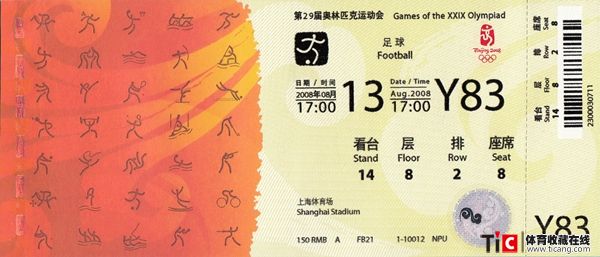 第29届奥林匹克运动会 Games of the XXIX Olympiad
足球
Football
Beijing 2008
日期 / 时间
2008年08月
17:00
13
Date / Time
Aug.2008
17:00
Y83
看台 层 排 座席
Stand Floor Row Seat
14 8 2 8
上海体育场
Shanghai Stadium
150 RMB A FB21 1-10012 NPU
座席 Seat 8
排 Row 2
层 Floor 8
看台 Stand 14
2300030711
Y83
TiC 体育收藏在线
www.ticang.com